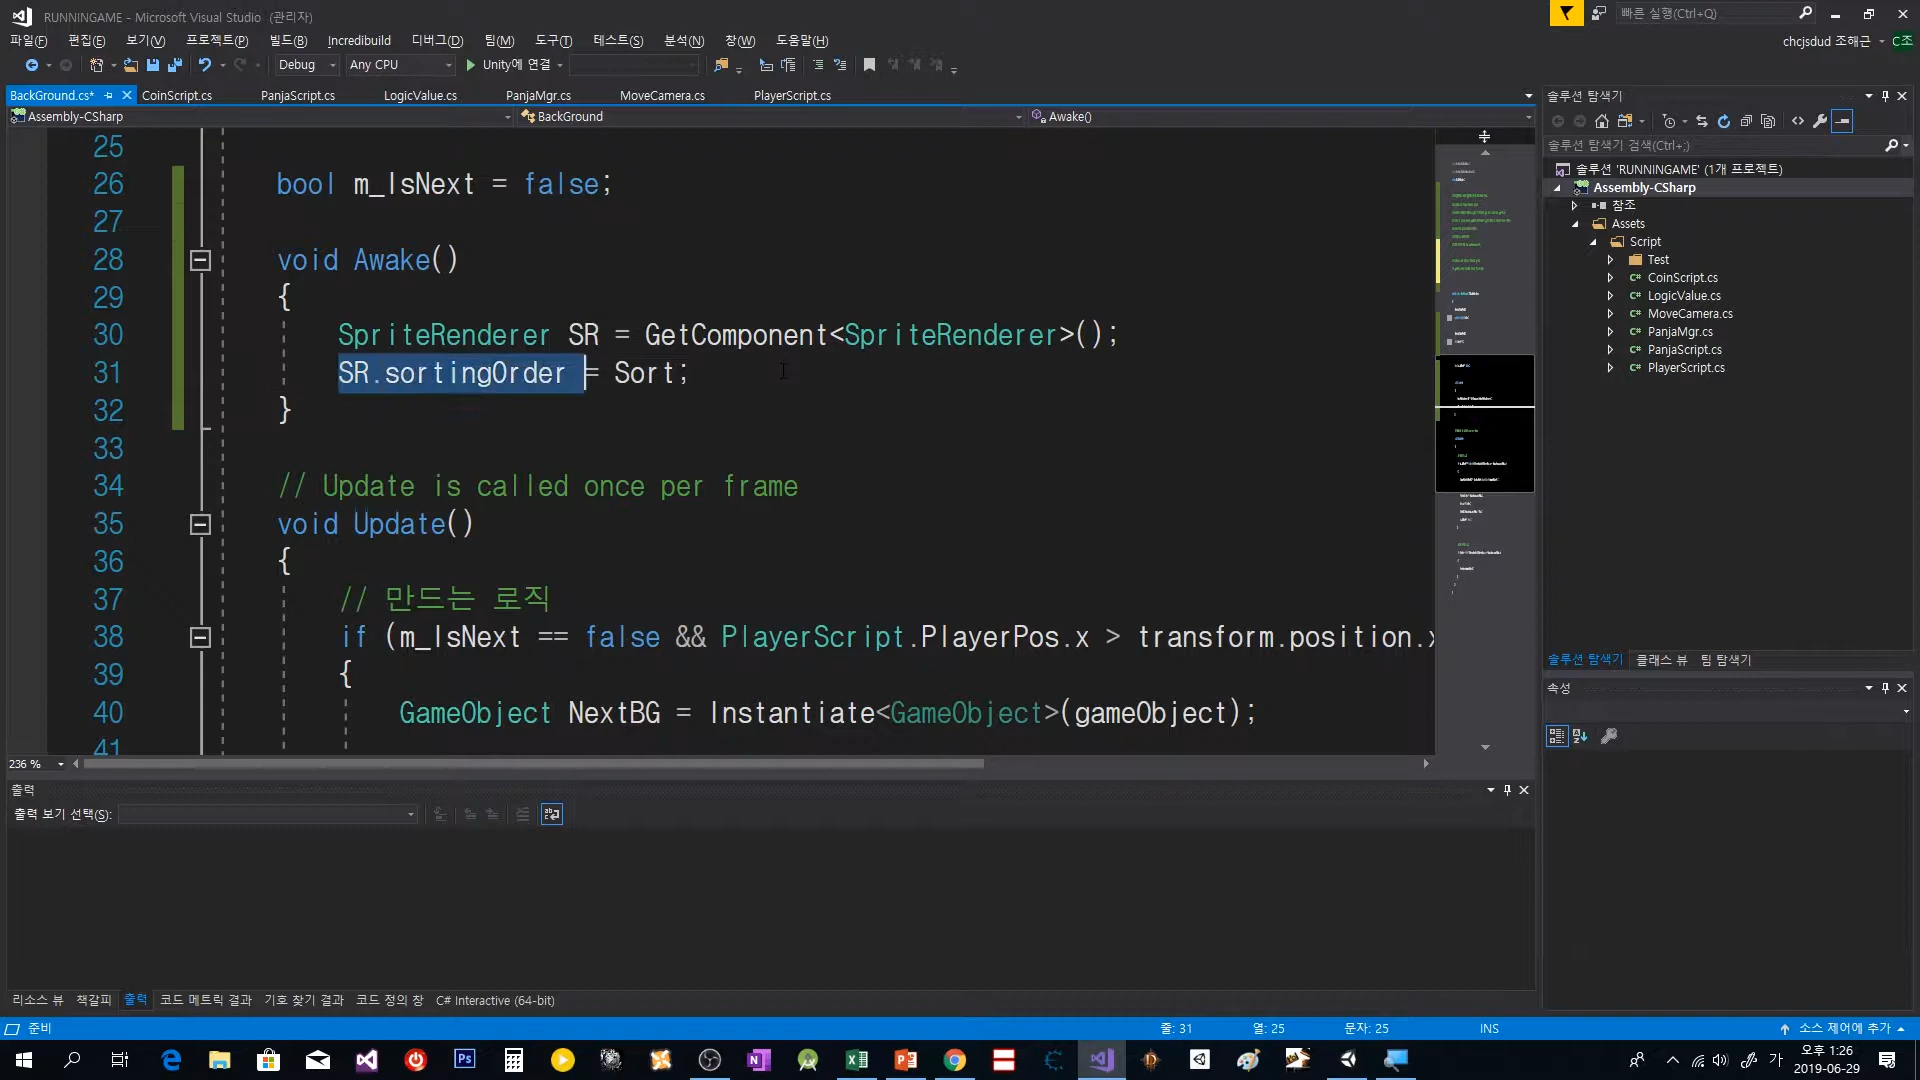 RUNNINGAME - Microsoft Visual Studio (관리자)
빠른 실행(Ctrl+Q)
파일(F) 편집(E) 보기(V) 프로젝트(P) 빌드(B) Incredibuild 디버그(D) 팀(M) 도구(T) 테스트(S) 분석(N) 창(W) 도움말(H)
chcjsdud 조해근
C조
Debug Any CPU Unity에 연결
BackGround.cs* CoinScript.cs PanjaScript.cs LogicValue.cs PanjaMgr.cs MoveCamera.cs PlayerScript.cs
Assembly-CSharp BackGround Awake()
25
26 bool m_IsNext = false;
27
28 void Awake()
29 {
30 SpriteRenderer SR = GetComponent<SpriteRenderer>();
31 SR.sortingOrder = Sort;
32 }
33
34 // Update is called once per frame
35 void Update()
36 {
37 // 만드는 로직
38 if (m_IsNext == false && PlayerScript.PlayerPos.x > transform.position.x
39 {
40 GameObject NextBG = Instantiate<GameObject>(gameObject);
41
236 %
출력
출력 보기 선택(S):
리소스 뷰 책갈피 출력 코드 메트릭 결과 기호 찾기 결과 코드 정의 창 C# Interactive (64-bit)
솔루션 탐색기
솔루션 탐색기 검색(Ctrl+;)
솔루션 'RUNNINGAME' (1개 프로젝트)
Assembly-CSharp
참조
Assets
Script
Test
C# CoinScript.cs
C# LogicValue.cs
C# MoveCamera.cs
C# PanjaMgr.cs
C# PanjaScript.cs
C# PlayerScript.cs
솔루션 탐색기 클래스 뷰 팀 탐색기
속성
준비 줄: 31 열: 25 문자: 25 INS 소스 제어에 추가
가
오후 1:26
2019-06-29